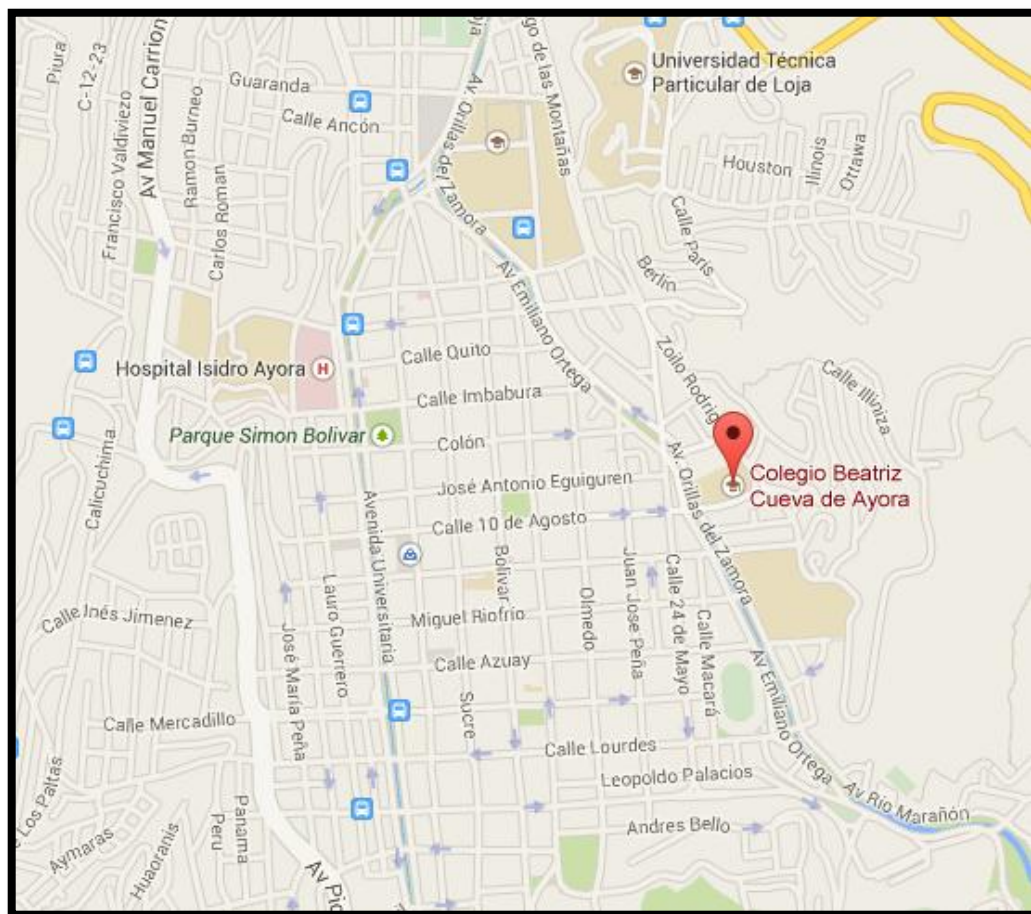 Piura
C-12-23
Av Manuel Carrion
Guaranda
Calle Ancón
Ramon Burneo
Francisco Valdiviezo
Carlos Roman
Loja
Av. Orillas del Zamora
go de las Montañas
Universidad Técnica
Particular de Loja
Houston
Ilinois
Ottawa
Calle Paris
Berlin
Av Emiliano Ortega
Calle Quito
Hospital Isidro Ayora
H
Calle Imbabura
Zoilo Rodrig
Calle Illiniza
Parque Simon Bolivar
Colón
Colegio Beatriz
Cueva de Ayora
Calicuchima
José Antonio Eguiguren
Av. Orillas del Zamora
Avenida Universitaria
Calle 10 de Agosto
Bolivar
Lauro Guerrero
Olmedo
Juan Jose Peña
Calle 24 de Mayo
Calle Macará
Calle Inés Jimenez
Miguel Riofrio
José María Peña
Calle Azuay
Sucre
Av Emiliano Ortega
Calle Mercadillo
Calle Lourdes
Leopoldo Palacios
Av Rio Marañón
Andres Bello
Los Paltas
Aymaras
Huaoranis
Peru
Panama
Av Pio